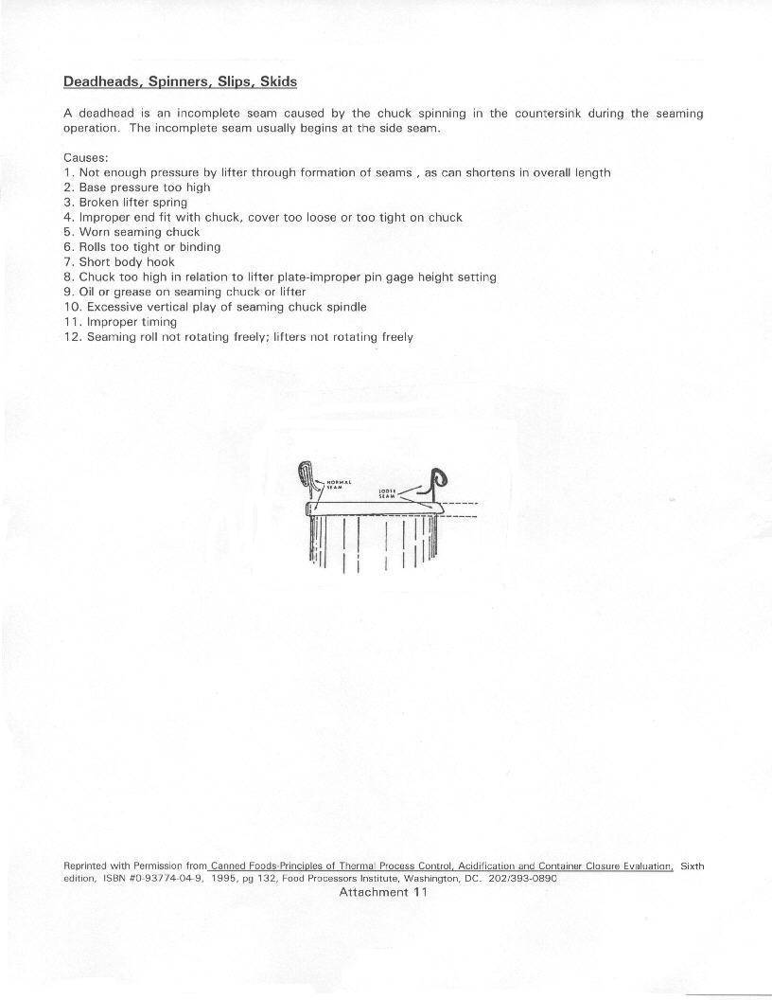 Deadheads, Spinners, Slips, Skids
A deadhead is an incomplete seam caused by the chuck spinning in the countersink during the seaming
operation. The incomplete seam usually begins at the side seam.
Causes:
1. Not enough pressure by lifter through formation of seams , as can shortens in overall length
2. Base pressure too high
3. Broken lifter spring
4. Improper end fit with chuck, cover too loose or too tight on chuck
5. Worn seaming chuck
6. Rolls too tight or binding
7. Short body hook
8. Chuck too high in relation to lifter plate-improper pin gage height setting
9. Oil or grease on seaming chuck or lifter
10. Excessive vertical play of seaming chuck spindle
11. Improper timing
12. Seaming roll not rotating freely; lifters not rotating freely
NORMAL
SEAM
LOOSE
SEAM
Reprinted with Permission from Canned Foods-Principles of Thermal Process Control, Acidification and Container Closure Evaluation, Sixth
edition, ISBN #0-93774-04-9, 1995, pg 132, Food Processors Institute, Washington, DC. 202/393-0890
Attachment 11